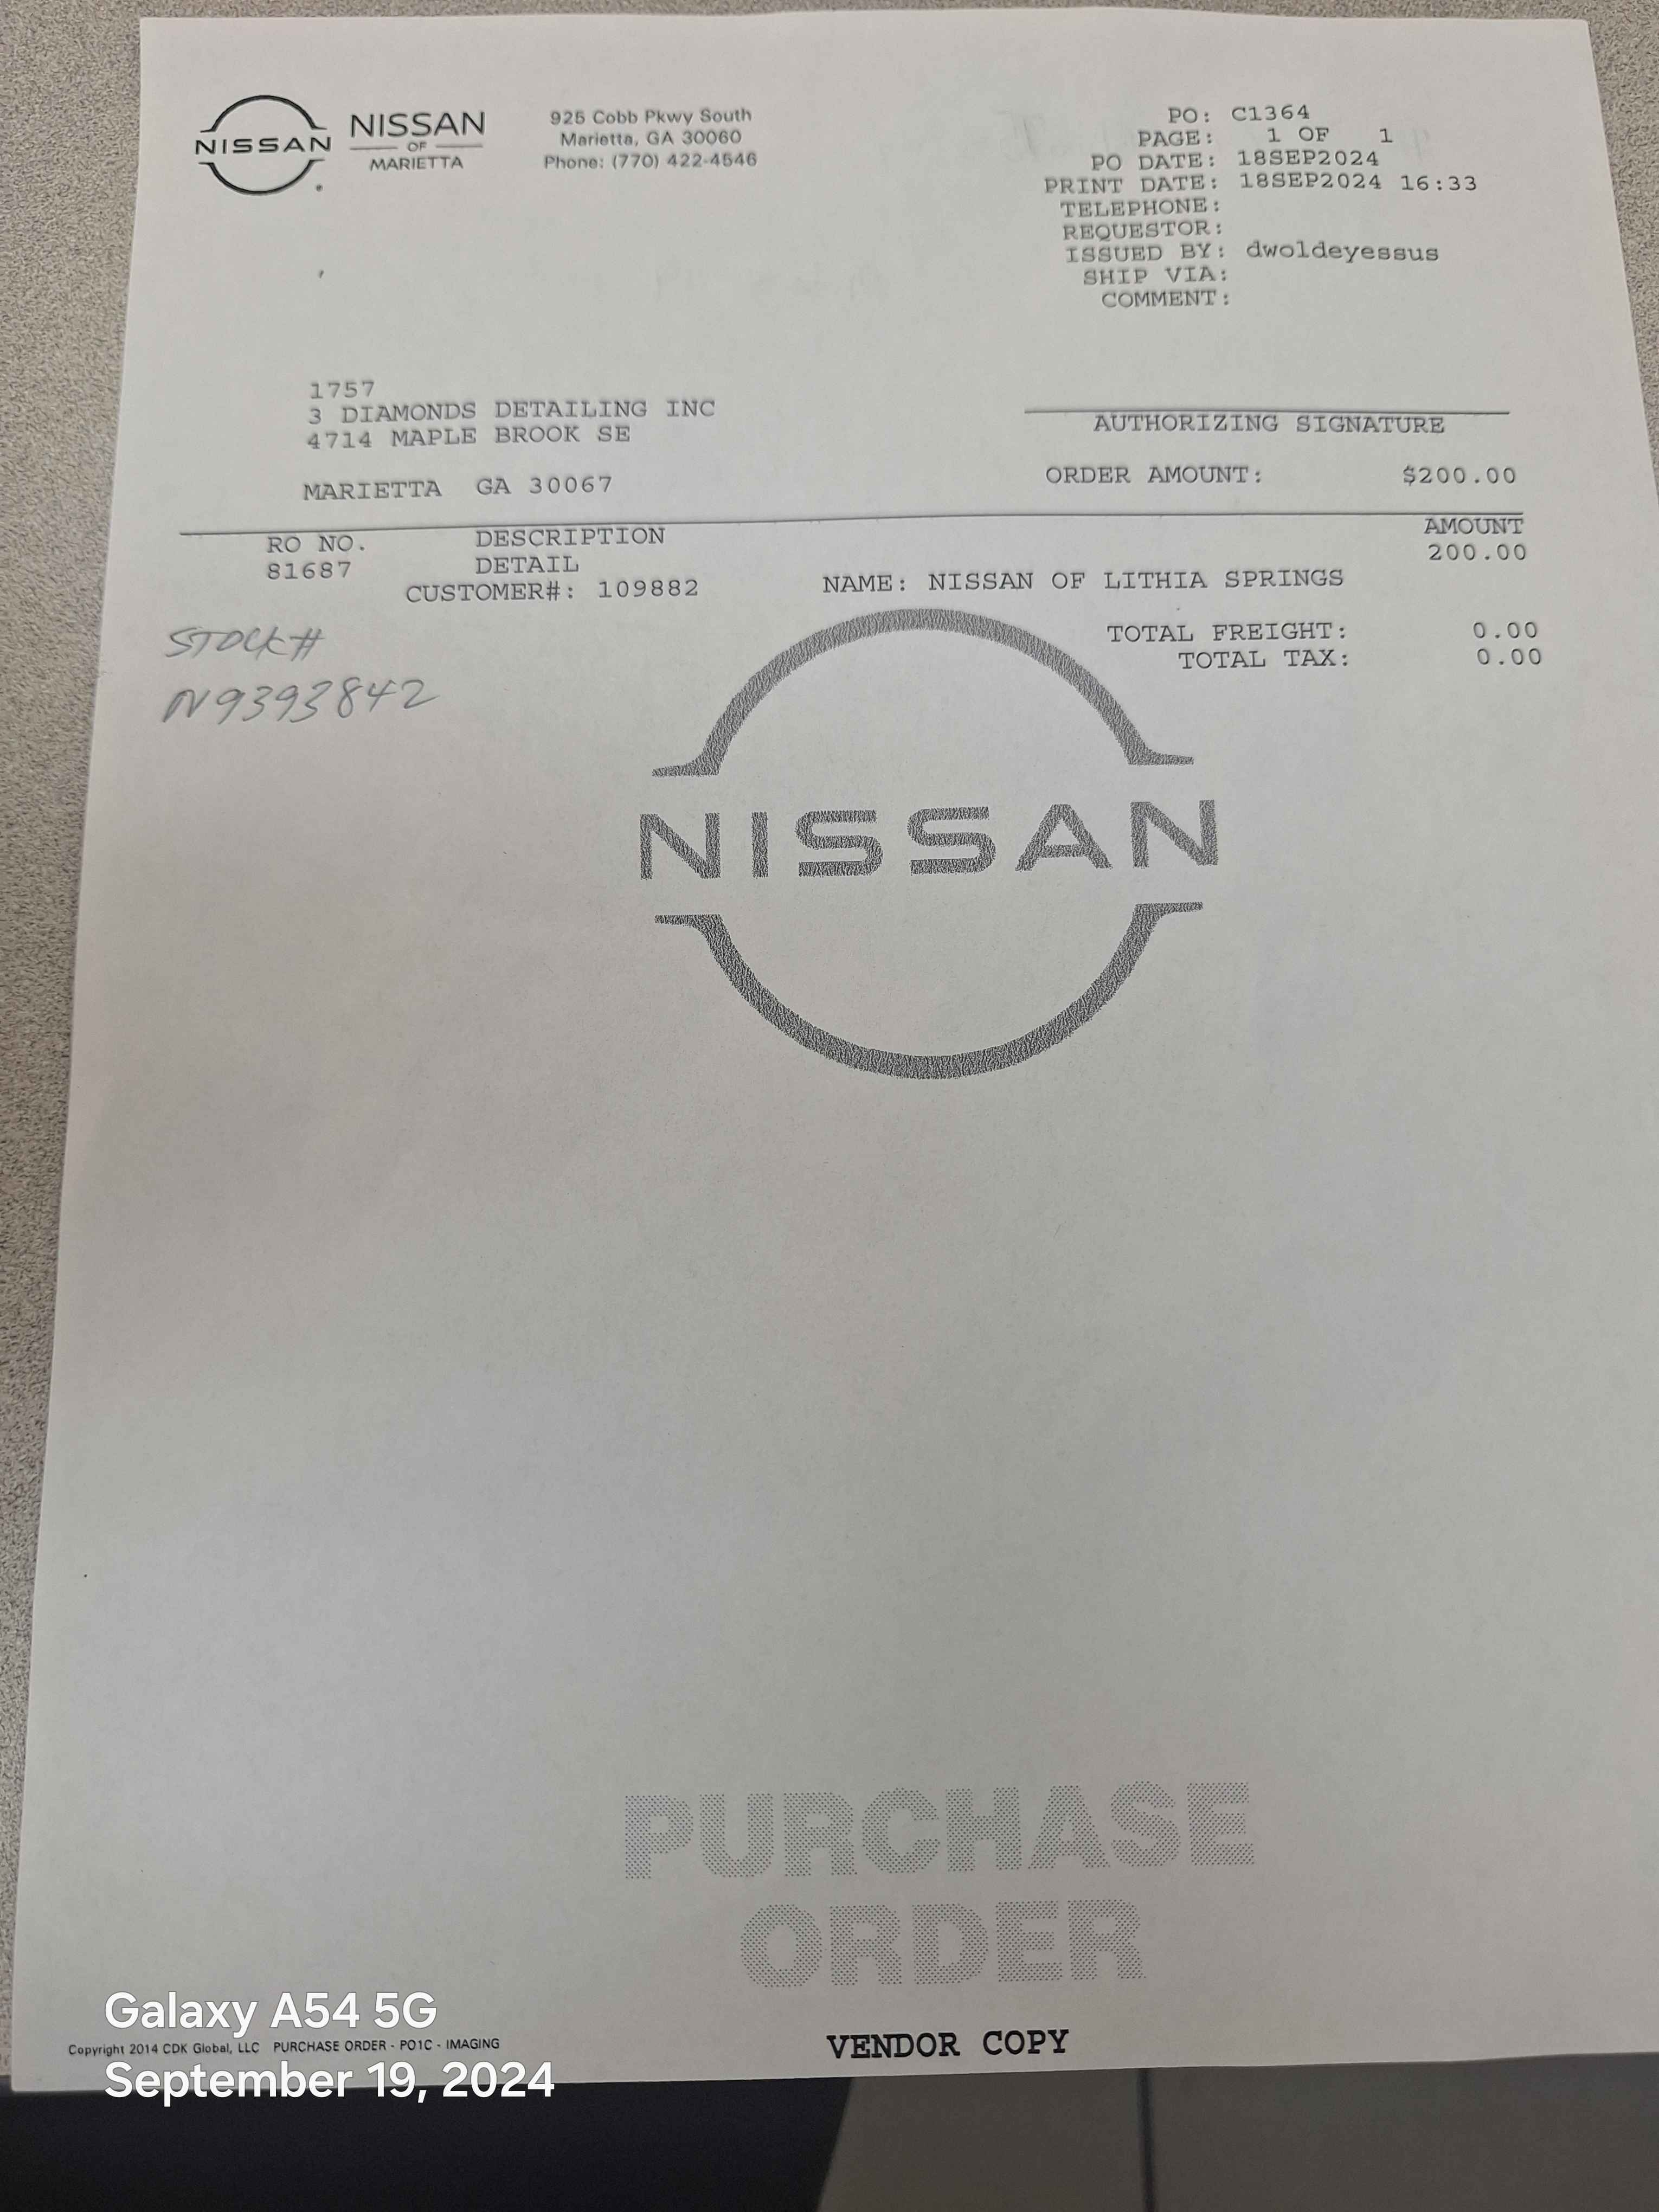 NISSAN
NISSAN
OF
MARIETTA
925 Cobb Pkwy South
Marietta, GA 30060
Phone: (770) 422-4546
PO: C1364
PAGE: 1 OF 1
PO DATE: 18SEP2024
PRINT DATE: 18SEP2024 16:33
TELEPHONE:
REQUESTOR:
ISSUED BY: dwoldeyessus
SHIP VIA:
COMMENT:
1757
3 DIAMONDS DETAILING INC
4714 MAPLE BROOK SE
MARIETTA GA 30067
AUTHORIZING SIGNATURE
ORDER AMOUNT: $200.00
RO NO. DESCRIPTION AMOUNT
81687 DETAIL 200.00
CUSTOMER#: 109882 NAME: NISSAN OF LITHIA SPRINGS
TOTAL FREIGHT: 0.00
TOTAL TAX: 0.00
STOCK#
N9393842
NISSAN
PURCHASE
ORDER
Galaxy A54 5G
Copyright 2014 CDK Global, LLC PURCHASE ORDER - PO1C - IMAGING
VENDOR COPY
September 19, 2024